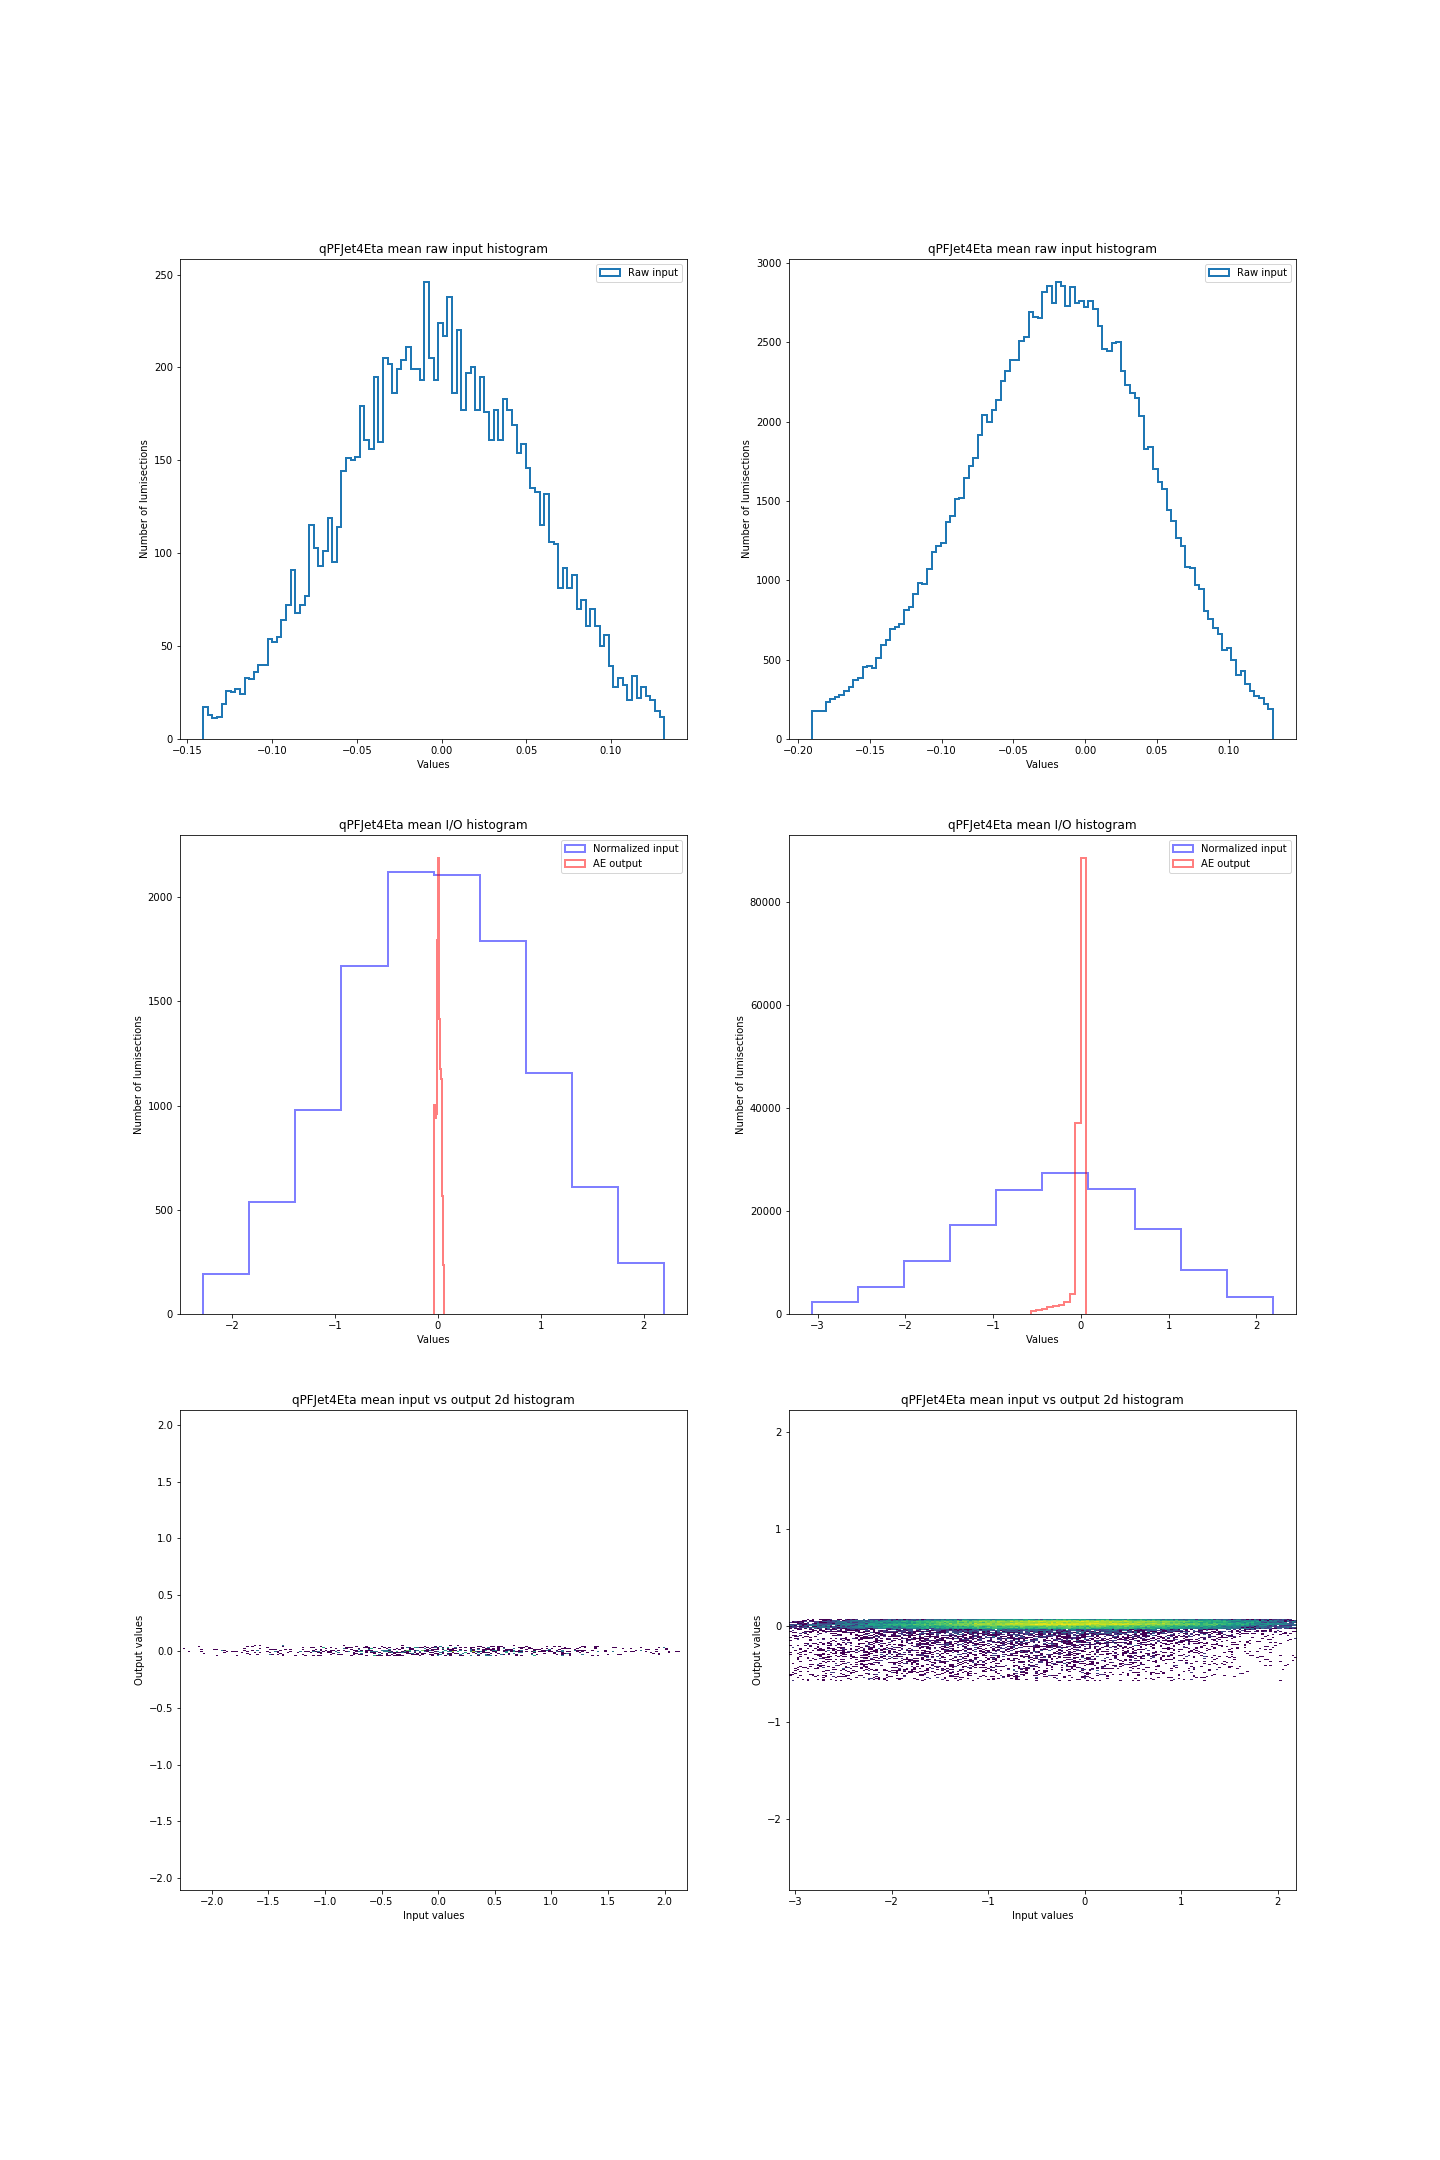 qPFJet4Eta mean raw input histogram
Raw input
250
200
150
100
50
0
Number of lumisections
−0.15 −0.10 −0.05 0.00 0.05 0.10
Values
qPFJet4Eta mean raw input histogram
Raw input
3000
2500
2000
1500
1000
500
0
Number of lumisections
−0.20 −0.15 −0.10 −0.05 0.00 0.05 0.10
Values
qPFJet4Eta mean I/O histogram
Normalized input
AE output
2000
1500
1000
500
0
Number of lumisections
−2 −1 0 1 2
Values
qPFJet4Eta mean I/O histogram
Normalized input
AE output
80000
60000
40000
20000
0
Number of lumisections
−3 −2 −1 0 1 2
Values
qPFJet4Eta mean input vs output 2d histogram
2.0
1.5
1.0
0.5
0.0
−0.5
−1.0
−1.5
−2.0
Output values
−2.0 −1.5 −1.0 −0.5 0.0 0.5 1.0 1.5 2.0
Input values
qPFJet4Eta mean input vs output 2d histogram
2
1
0
−1
−2
Output values
−3 −2 −1 0 1 2
Input values